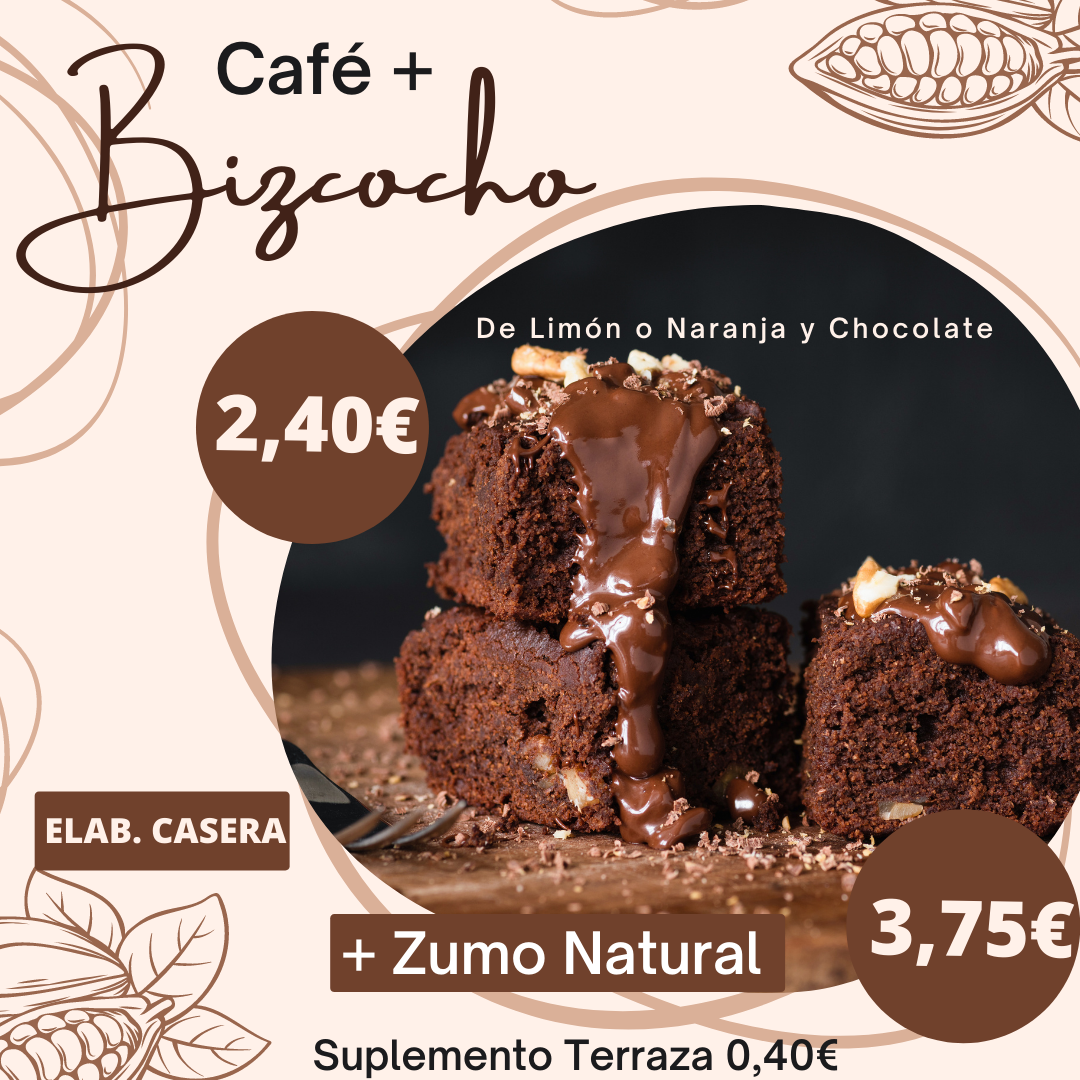 Café +
Bizcocho
De Limón o Naranja y Chocolate
2,40€
ELAB. CASERA
+ Zumo Natural
3,75€
Suplemento Terraza 0,40€